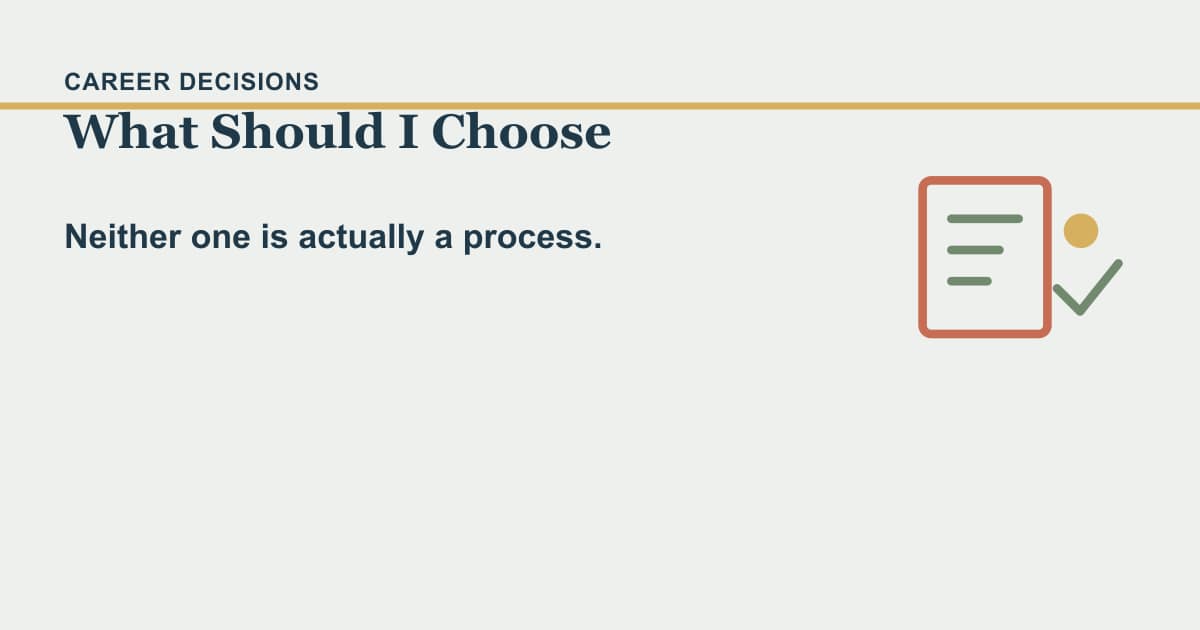 CAREER DECISIONS
What Should I Choose
Neither one is actually a process.